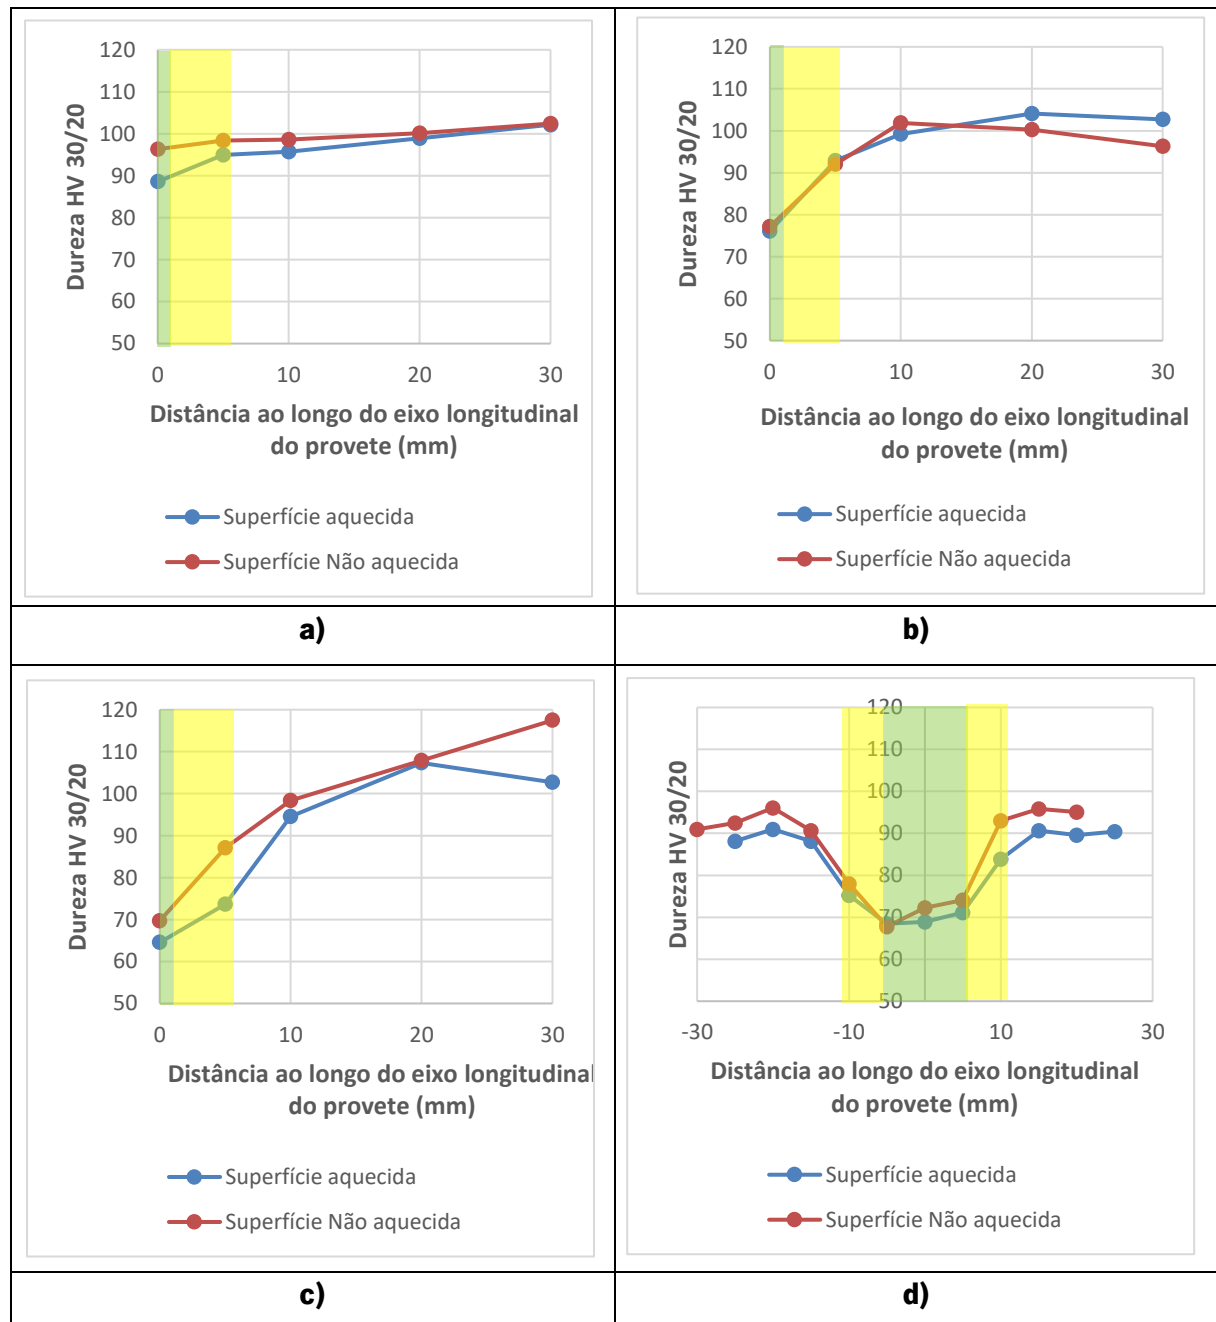 120
110
100
90
80
70
60
50
Dureza HV 30/20
0 10 20 30
Distância ao longo do eixo longitudinal
do provete (mm)
Superfície aquecida
Superfície Não aquecida
a)
120
110
100
90
80
70
60
50
Dureza HV 30/20
0 10 20 30
Distância ao longo do eixo longitudinal
do provete (mm)
Superfície aquecida
Superfície Não aquecida
b)
120
110
100
90
80
70
60
50
Dureza HV 30/20
0 10 20 30
Distância ao longo do eixo longitudinal
do provete (mm)
Superfície aquecida
Superfície Não aquecida
c)
120
110
100
90
80
70
60
50
Dureza HV 30/20
-30 -10 10 30
Distância ao longo do eixo longitudinal
do provete (mm)
Superfície aquecida
Superfície Não aquecida
d)